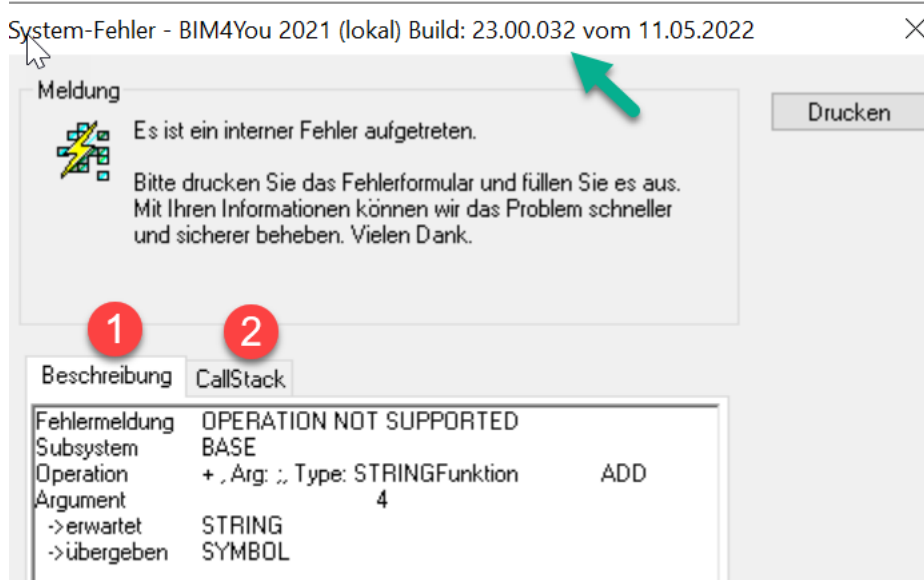 System-Fehler - BIM4You 2021 (lokal) Build: 23.00.032 vom 11.05.2022
Meldung
Es ist ein interner Fehler aufgetreten.
Bitte drucken Sie das Fehlerformular und füllen Sie es aus.
Mit Ihren Informationen können wir das Problem schneller
und sicherer beheben. Vielen Dank.
Drucken
1 2
Beschreibung CallStack
Fehlermeldung OPERATION NOT SUPPORTED
Subsystem BASE
Operation + , Arg: ;, Type: STRINGFunktion ADD
Argument 4
->erwartet STRING
->übergeben SYMBOL